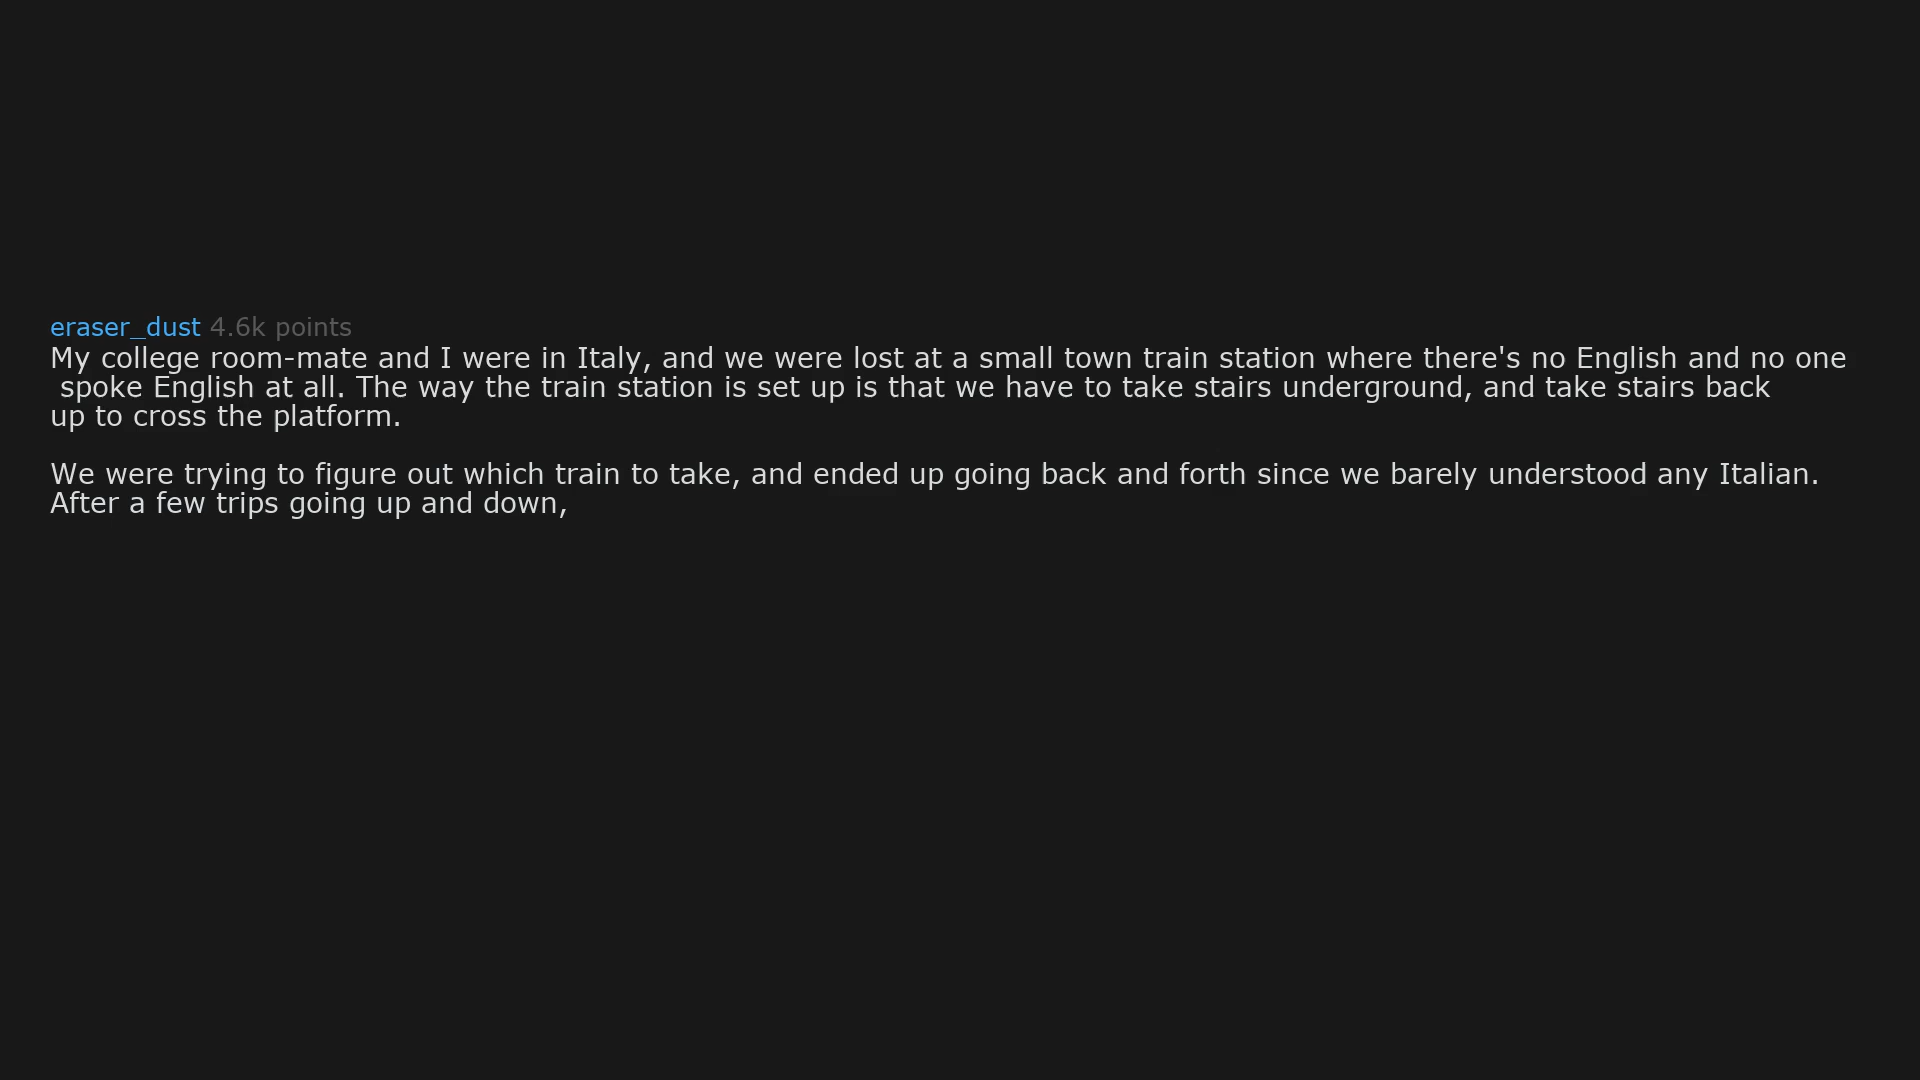 eraser_dust 4.6k points
My college room-mate and I were in Italy, and we were lost at a small town train station where there's no English and no one
spoke English at all. The way the train station is set up is that we have to take stairs underground, and take stairs back
up to cross the platform.
We were trying to figure out which train to take, and ended up going back and forth since we barely understood any Italian.
After a few trips going up and down,